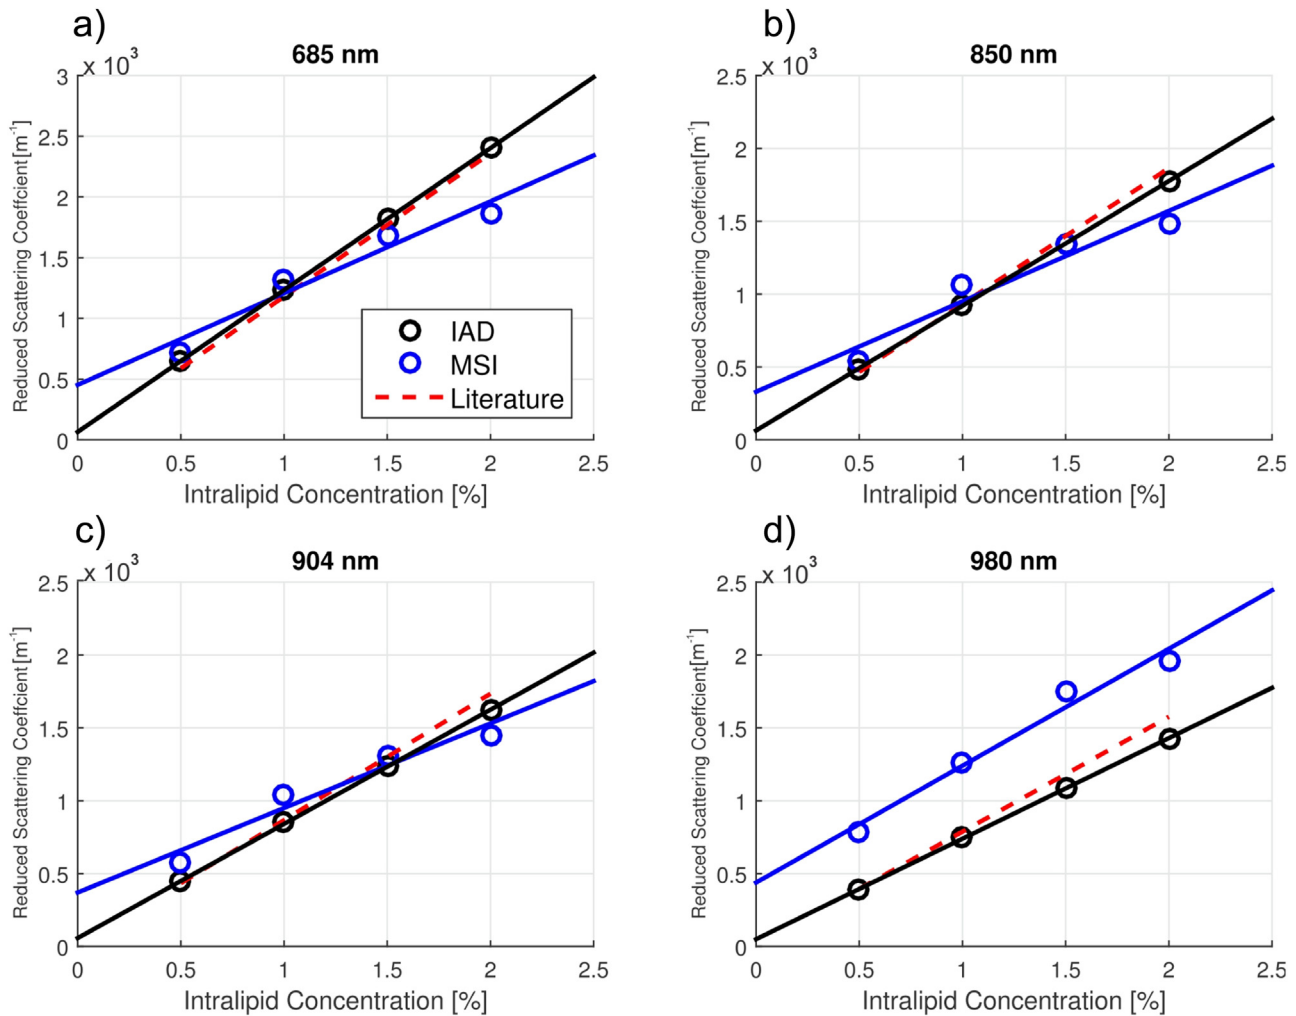 a)
685 nm
x 10³
3
2.5
2
1.5
1
0.5
0
0 0.5 1 1.5 2 2.5
Reduced Scattering Coeffcient[m⁻¹]
Intralipid Concentration [%]
IAD
MSI
Literature
b)
850 nm
x 10³
2.5
2
1.5
1
0.5
0
0 0.5 1 1.5 2 2.5
Reduced Scattering Coeffcient[m⁻¹]
Intralipid Concentration [%]
c)
904 nm
x 10³
2.5
2
1.5
1
0.5
0
0 0.5 1 1.5 2 2.5
Reduced Scattering Coeffcient[m⁻¹]
Intralipid Concentration [%]
d)
980 nm
x 10³
2.5
2
1.5
1
0.5
0
0 0.5 1 1.5 2 2.5
Reduced Scattering Coeffcient[m⁻¹]
Intralipid Concentration [%]